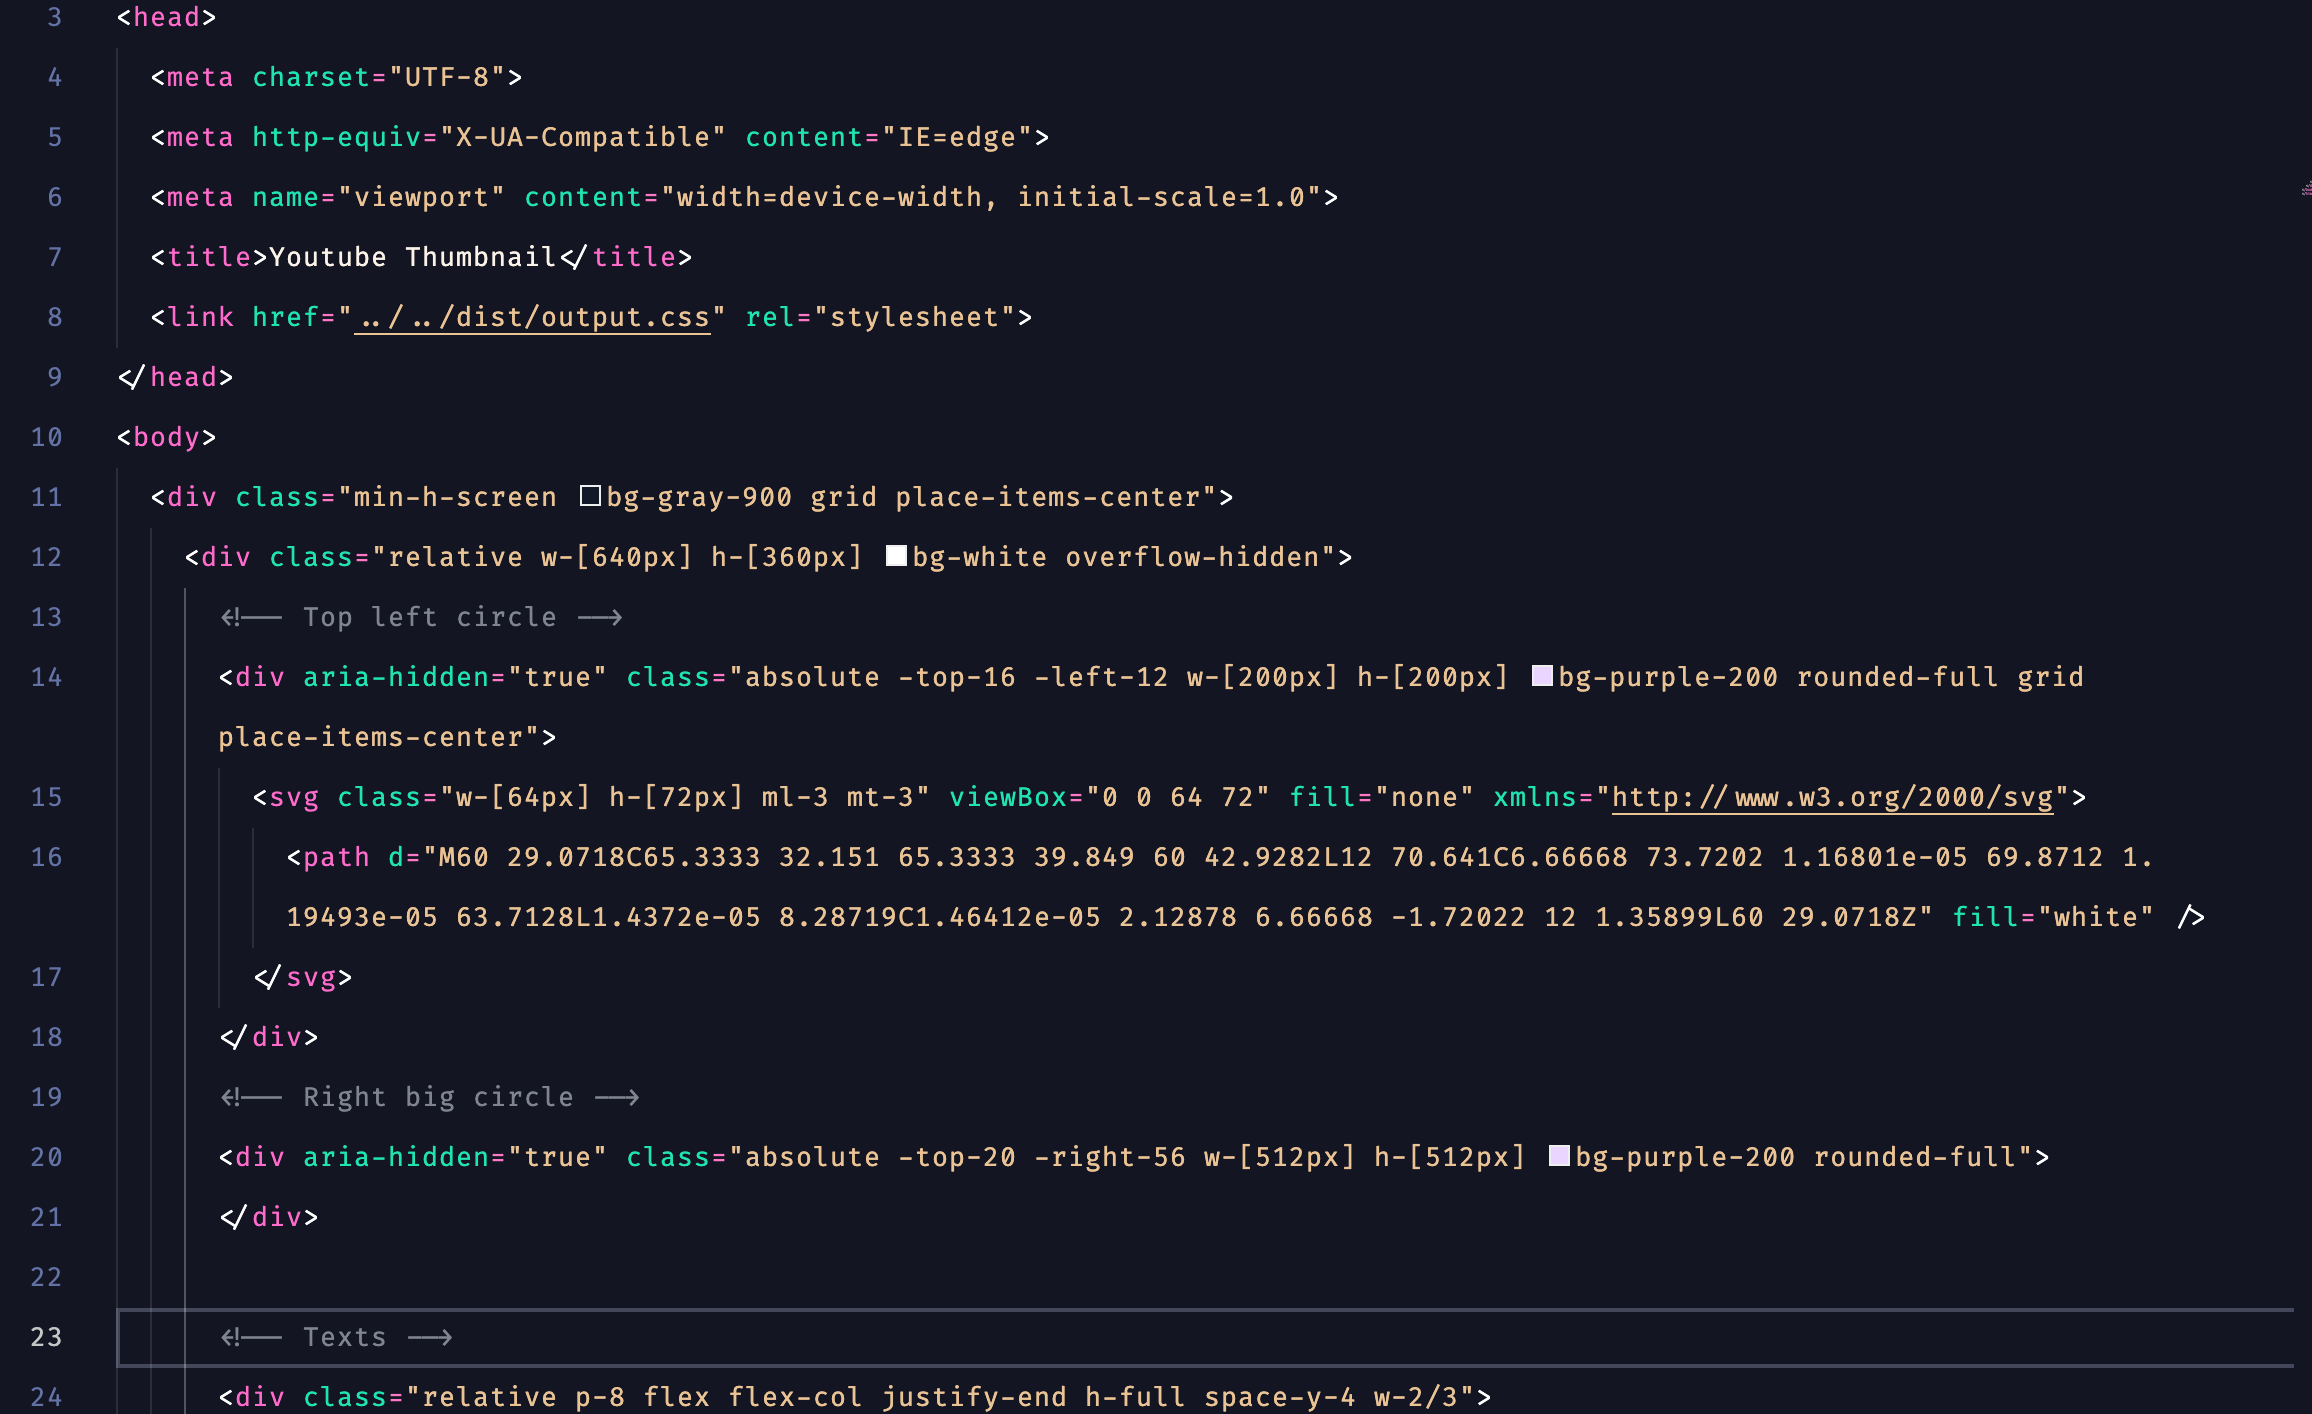 3 <head>
4 <meta charset="UTF-8">
5 <meta http-equiv="X-UA-Compatible" content="IE=edge">
6 <meta name="viewport" content="width=device-width, initial-scale=1.0">
7 <title>Youtube Thumbnail</title>
8 <link href="../../dist/output.css" rel="stylesheet">
9 </head>
10 <body>
11 <div class="min-h-screen bg-gray-900 grid place-items-center">
12 <div class="relative w-[640px] h-[360px] bg-white overflow-hidden">
13 <!-- Top left circle -->
14 <div aria-hidden="true" class="absolute -top-16 -left-12 w-[200px] h-[200px] bg-purple-200 rounded-full grid
place-items-center">
15 <svg class="w-[64px] h-[72px] ml-3 mt-3" viewBox="0 0 64 72" fill="none" xmlns="http://www.w3.org/2000/svg">
16 <path d="M60 29.0718C65.3333 32.151 65.3333 39.849 60 42.9282L12 70.641C6.66668 73.7202 1.16801e-05 69.8712 1.
19493e-05 63.7128L1.4372e-05 8.28719C1.46412e-05 2.12878 6.66668 -1.72022 12 1.35899L60 29.0718Z" fill="white" />
17 </svg>
18 </div>
19 <!-- Right big circle -->
20 <div aria-hidden="true" class="absolute -top-20 -right-56 w-[512px] h-[512px] bg-purple-200 rounded-full">
21 </div>
22
23 <!-- Texts -->
24 <div class="relative p-8 flex flex-col justify-end h-full space-y-4 w-2/3">